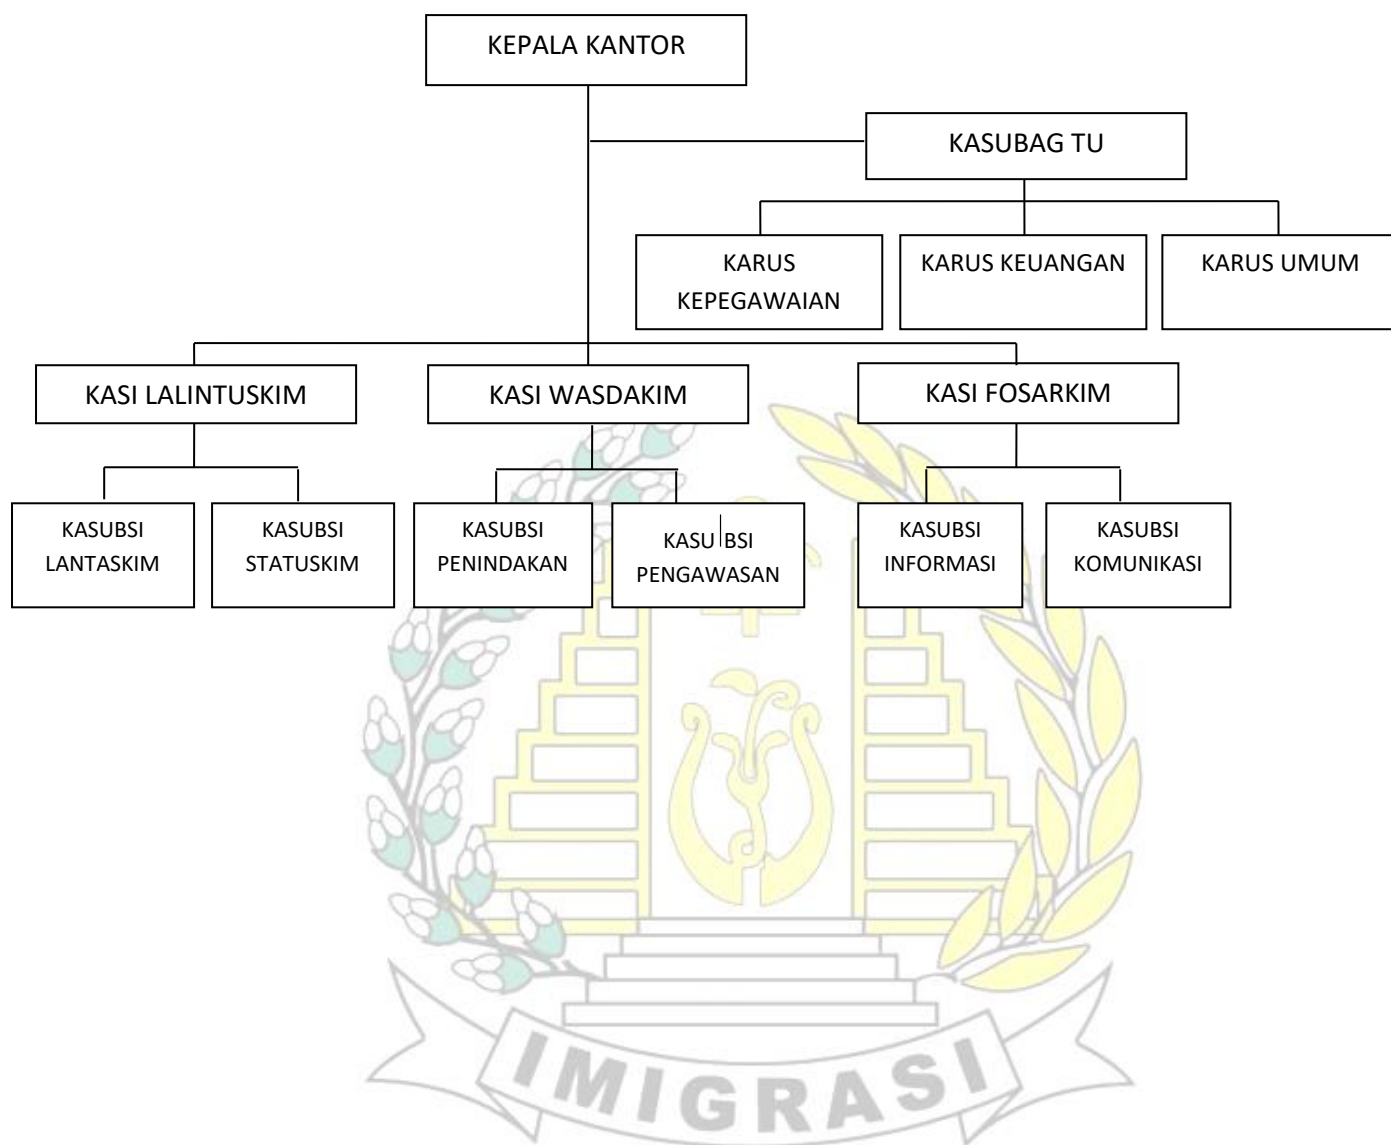 KEPALA KANTOR
KASUBAG TU
KARUS
KEPEGAWAIAN
KARUS KEUANGAN
KARUS UMUM
KASI LALINTUSKIM
KASI WASDAKIM
KASI FOSARKIM
KASUBSI
LANTASKIM
KASUBSI
STATUSKIM
KASUBSI
PENINDAKAN
KASUBSI
PENGAWASAN
KASUBSI
INFORMASI
KASUBSI
KOMUNIKASI
IMIGRASI